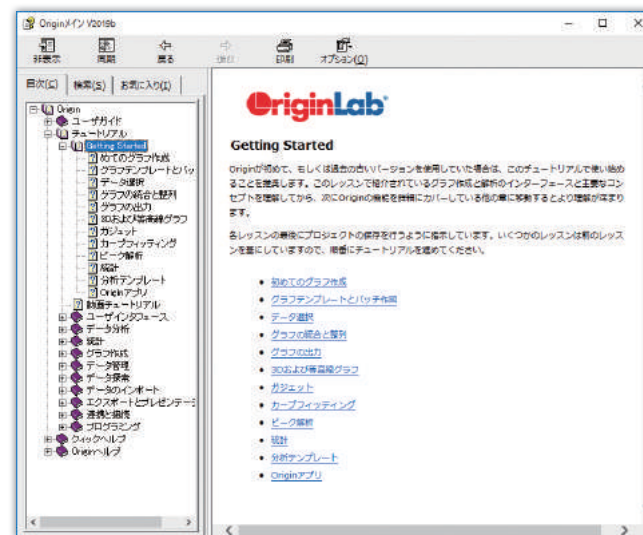 Originメイン V2019b
非表示 同期 戻る 進む 印刷 オプション(O)
目次(C) 検索(S) お気に入り(I)
Origin
ユーザガイド
チュートリアル
Getting Started
初めてのグラフ作成
グラフテンプレートとバッ
データ選択
グラフの統合と整列
グラフの出力
3Dおよび等高線グラフ
ガジェット
カーブフィッティング
ピーク解析
統計
分析テンプレート
Originアプリ
動画チュートリアル
ユーザインタフェース
データ分析
統計
グラフ作成
データ管理
データ探索
データのインポート
エクスポートとプレゼンテー
連携と拡張
プログラミング
クイックヘルプ
Originヘルプ
OriginLab
Getting Started
Originが初めて、もしくは過去の古いバージョンを使用していた場合は、このチュートリアルで使い始め
ることを推奨します。このレッスンで紹介されているグラフ作成と解析のインターフェースと主要なコン
セプトを理解してから、次にOriginの機能を詳細にカバーしている他の章に移動するとより理解が深まり
ます。
各レッスンの最後にプロジェクトの保存を行うように指示しています。いくつかのレッスンは前のレッス
ンを基にしていますので、順番にチュートリアルを進めてください。
初めてのグラフ作成
グラフテンプレートとバッチ作図
データ選択
グラフの統合と整列
グラフの出力
3Dおよび等高線グラフ
ガジェット
カーブフィッティング
ピーク解析
統計
分析テンプレート
Originアプリ